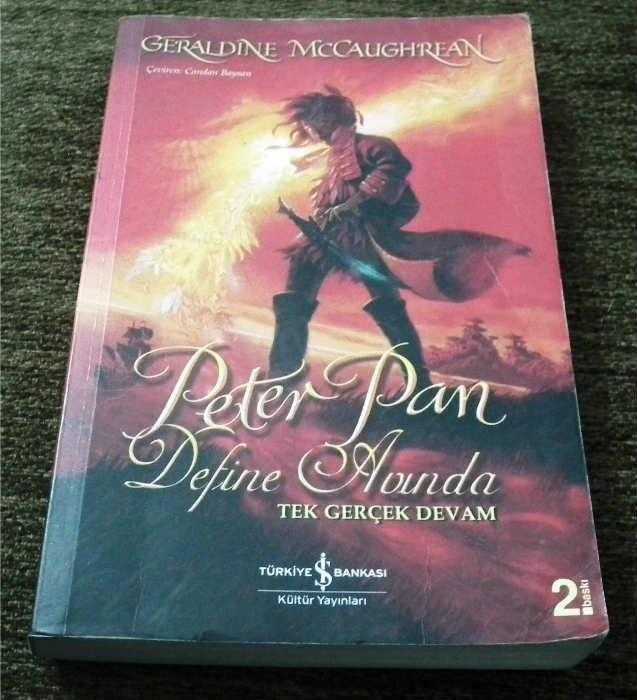 GERALDINE McCAUGHREAN
Çeviren: Candan Baysan
Peter Pan
Define Avında
TEK GERÇEK DEVAM
TÜRKİYE İŞ BANKASI
Kültür Yayınları
2.
baskı